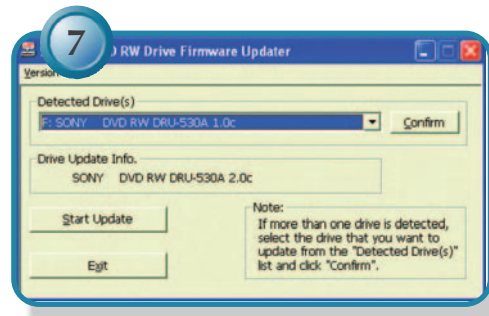 7
RW Drive Firmware Updater
Version
Detected Drive(s)
F: SONY DVD RW DRU-530A 1.0c
Confirm
Drive Update Info.
SONY DVD RW DRU-530A 2.0c
Start Update
Exit
Note:
If more than one drive is detected,
select the drive that you want to
update from the "Detected Drive(s)"
list and click "Confirm".